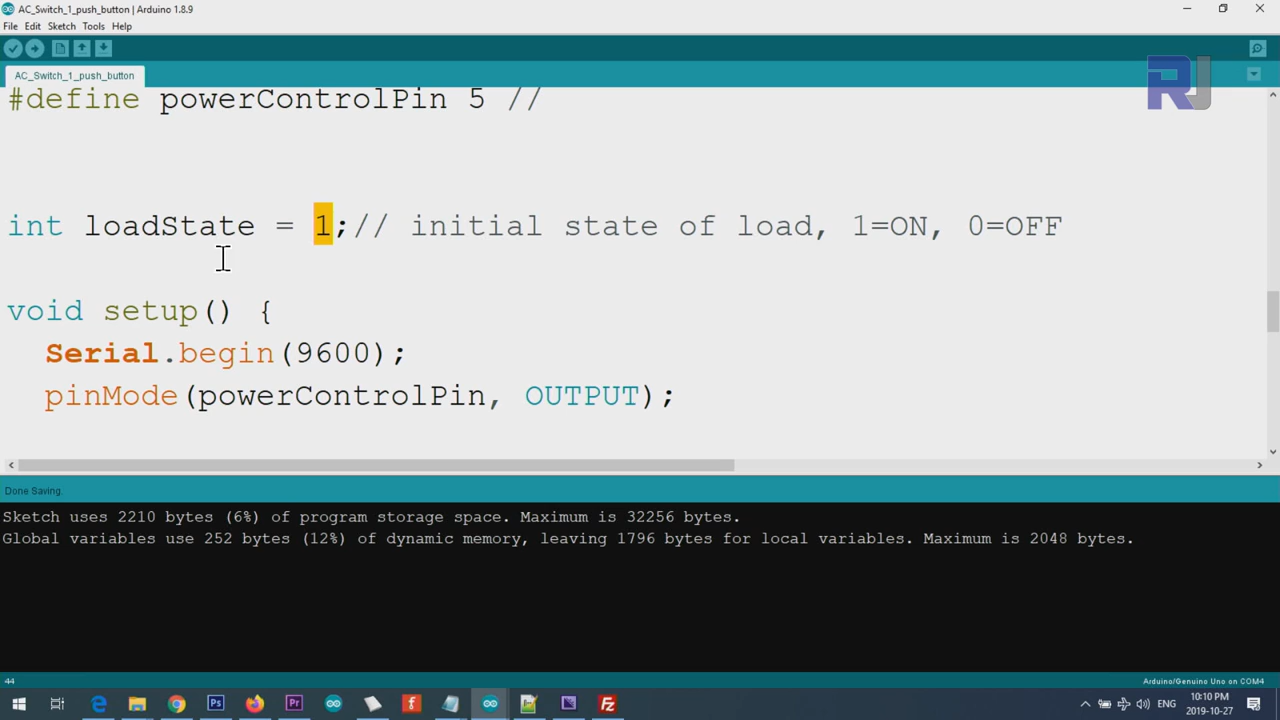 AC_Switch_1_push_button | Arduino 1.8.9
File Edit Sketch Tools Help
AC_Switch_1_push_button
RJ
#define powerControlPin 5 //
int loadState = 1;// initial state of load, 1=ON, 0=OFF
void setup() {
Serial.begin(9600);
pinMode(powerControlPin, OUTPUT);
Done Saving.
Sketch uses 2210 bytes (6%) of program storage space. Maximum is 32256 bytes.
Global variables use 252 bytes (12%) of dynamic memory, leaving 1796 bytes for local variables. Maximum is 2048 bytes.
44
Arduino/Genuino Uno on COM4
Ps
Pr
f
Fz
ENG
10:10 PM
2019-10-27